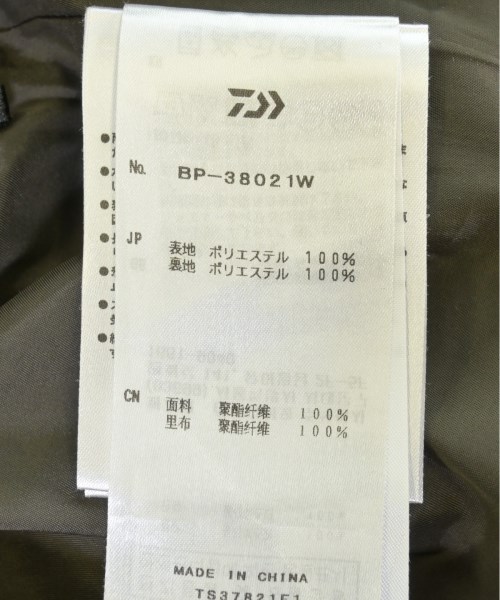 No. BP-38021W
JP 表地 ポリエステル 100%
裏地 ポリエステル 100%
CN 面料 聚酯纤维 100%
里布 聚酯纤维 100%
MADE IN CHINA
TS37821F1